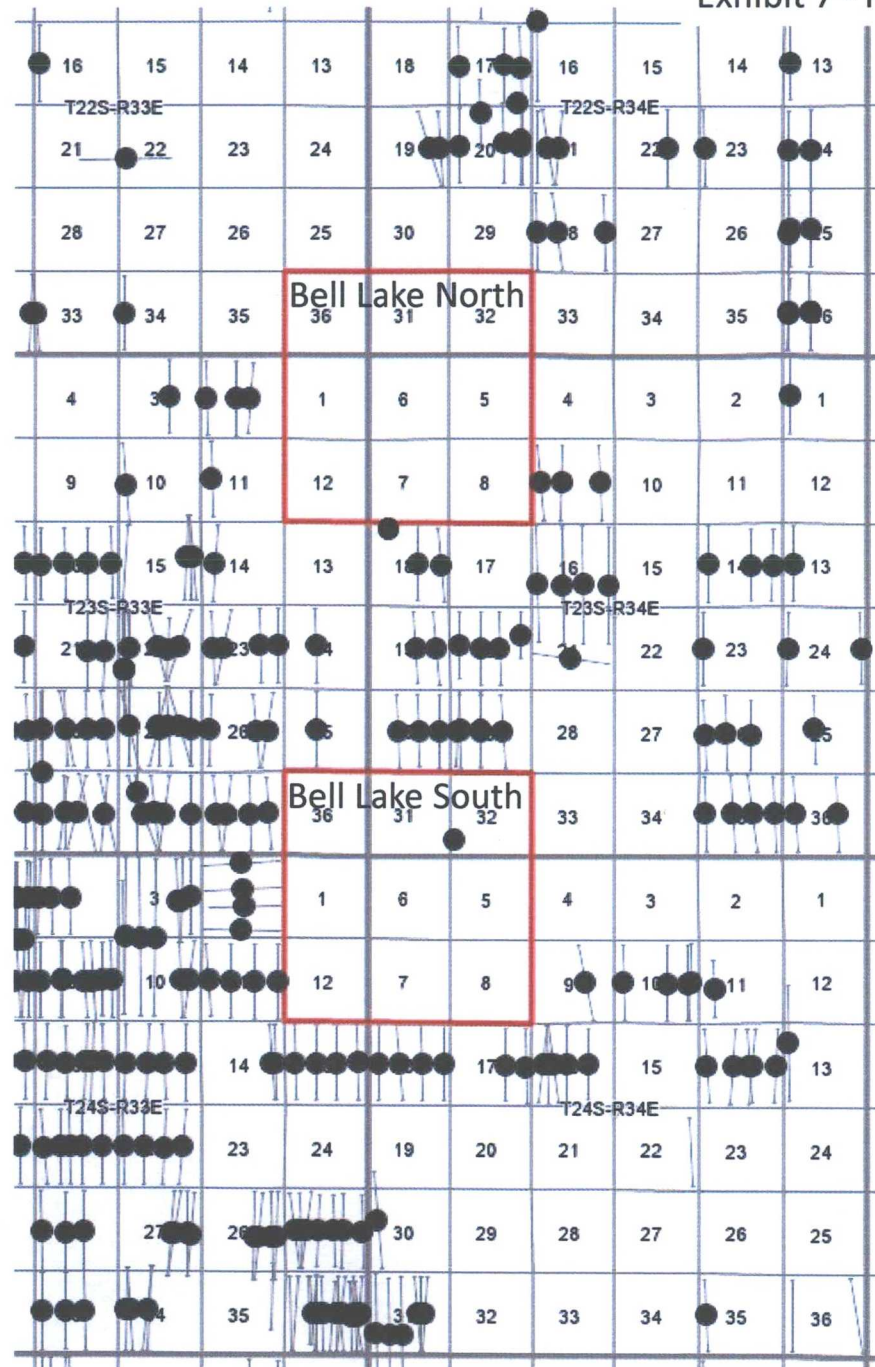 Exhibit 7
16 15 14 13 18 17 16 15 14 13
T22S-R33E T22S-R34E
21 22 23 24 19 20 23
28 27 26 25 30 29 27 26
Bell Lake North
33 34 35 36 31 32 33 34 35
4 3 1 6 5 4 3 2 1
9 10 11 12 7 8 10 11 12
15 14 13 17 16 15 13
T23S-R33E T23S-R34E
21 23 22 23 24
26 28 27
Bell Lake South
36 31 32 33 34
3 1 6 5 4 3 2 1
10 12 7 8 9 11 12
14 17 15 13
T24S-R33E T24S-R34E
23 24 19 20 21 22 23 24
27 26 30 29 28 27 26 25
35 32 33 34 35 36